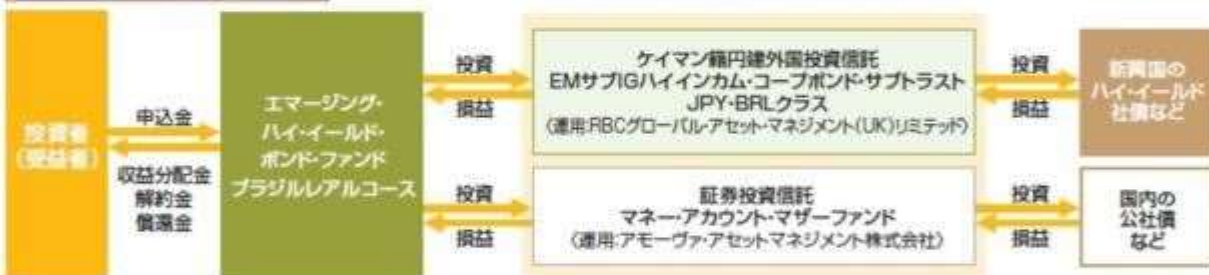 投資者
(受益者)
申込金
収益分配金
解約金
償還金
エマージング・
ハイ・イールド・
ボンド・ファンド
ブラジルレアルコース
投資
損益
ケイマン籍円建外国投資信託
EMサブIGハイインカム・コープボンド・サブトラスト
JPY・BRLクラス
(運用:RBCグローバル・アセット・マネジメント(UK)リミテッド)
投資
損益
新興国の
ハイ・イールド
社債など
投資
損益
証券投資信託
マネー・アカウント・マザーファンド
(運用:アモーヴァ・アセットマネジメント株式会社)
投資
損益
国内の
公社債
など